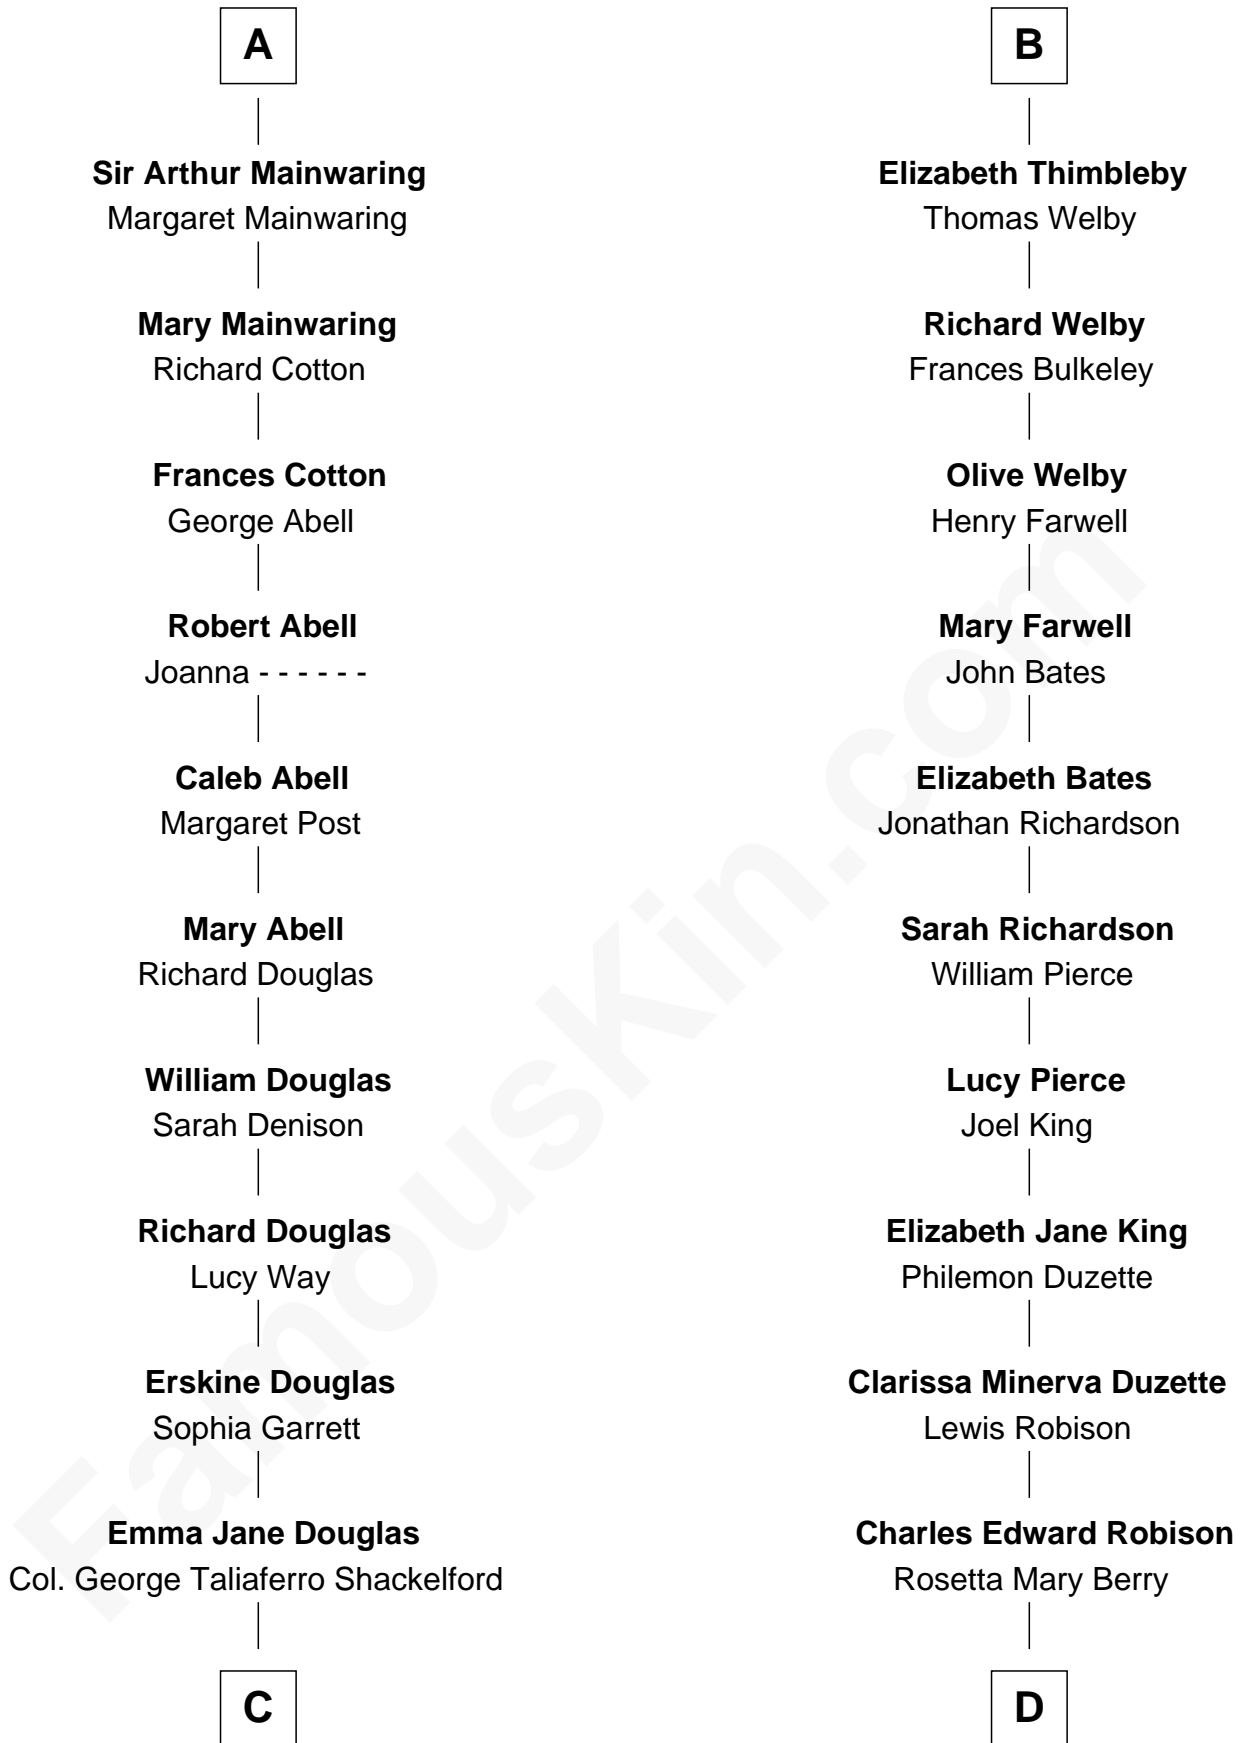 A
Sir Arthur Mainwaring
Margaret Mainwaring
Mary Mainwaring
Richard Cotton
Frances Cotton
George Abell
Robert Abell
Joanna - - - - - -
Caleb Abell
Margaret Post
Mary Abell
Richard Douglas
William Douglas
Sarah Denison
Richard Douglas
Lucy Way
Erskine Douglas
Sophia Garrett
Emma Jane Douglas
Col. George Taliaferro Shackelford
C
B
Elizabeth Thimbleby
Thomas Welby
Richard Welby
Frances Bulkeley
Olive Welby
Henry Farwell
Mary Farwell
John Bates
Elizabeth Bates
Jonathan Richardson
Sarah Richardson
William Pierce
Lucy Pierce
Joel King
Elizabeth Jane King
Philemon Duzette
Clarissa Minerva Duzette
Lewis Robison
Charles Edward Robison
Rosetta Mary Berry
D
FamousKin.com